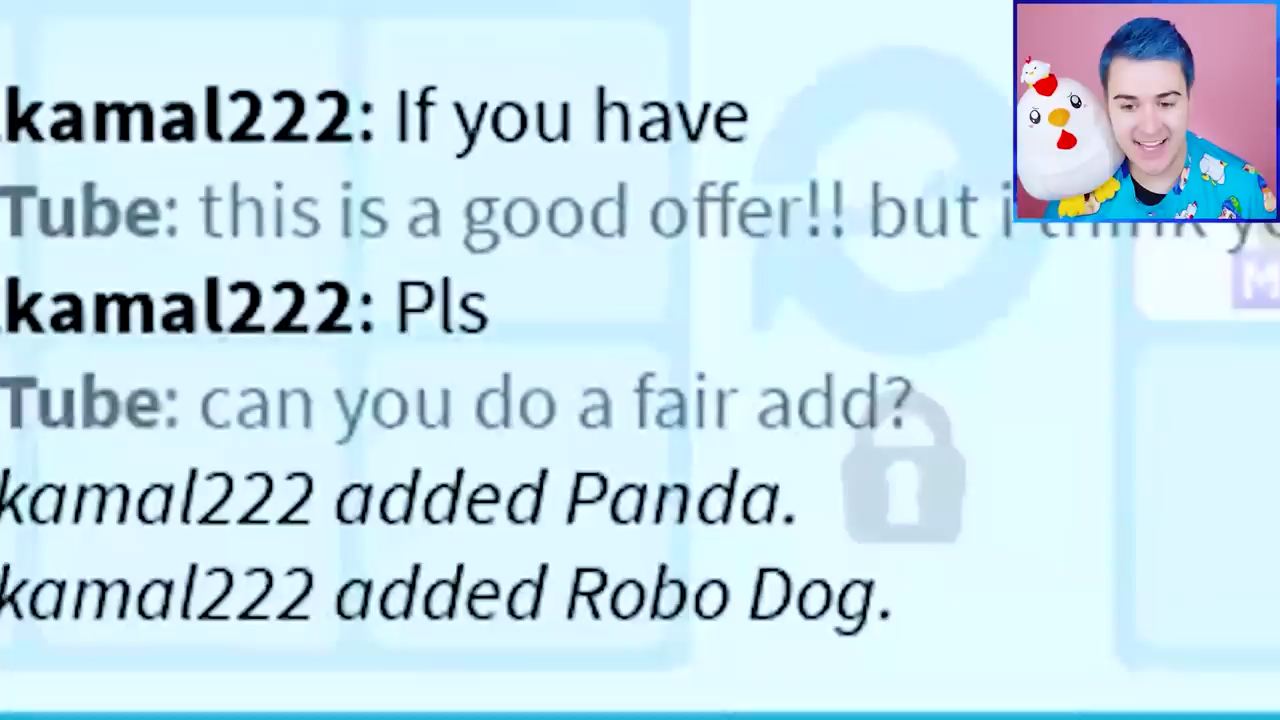 kamal222: If you have
Tube: this is a good offer!! but i think
kamal222: Pls
M
Tube: can you do a fair add?
kamal222 added Panda.
kamal222 added Robo Dog.